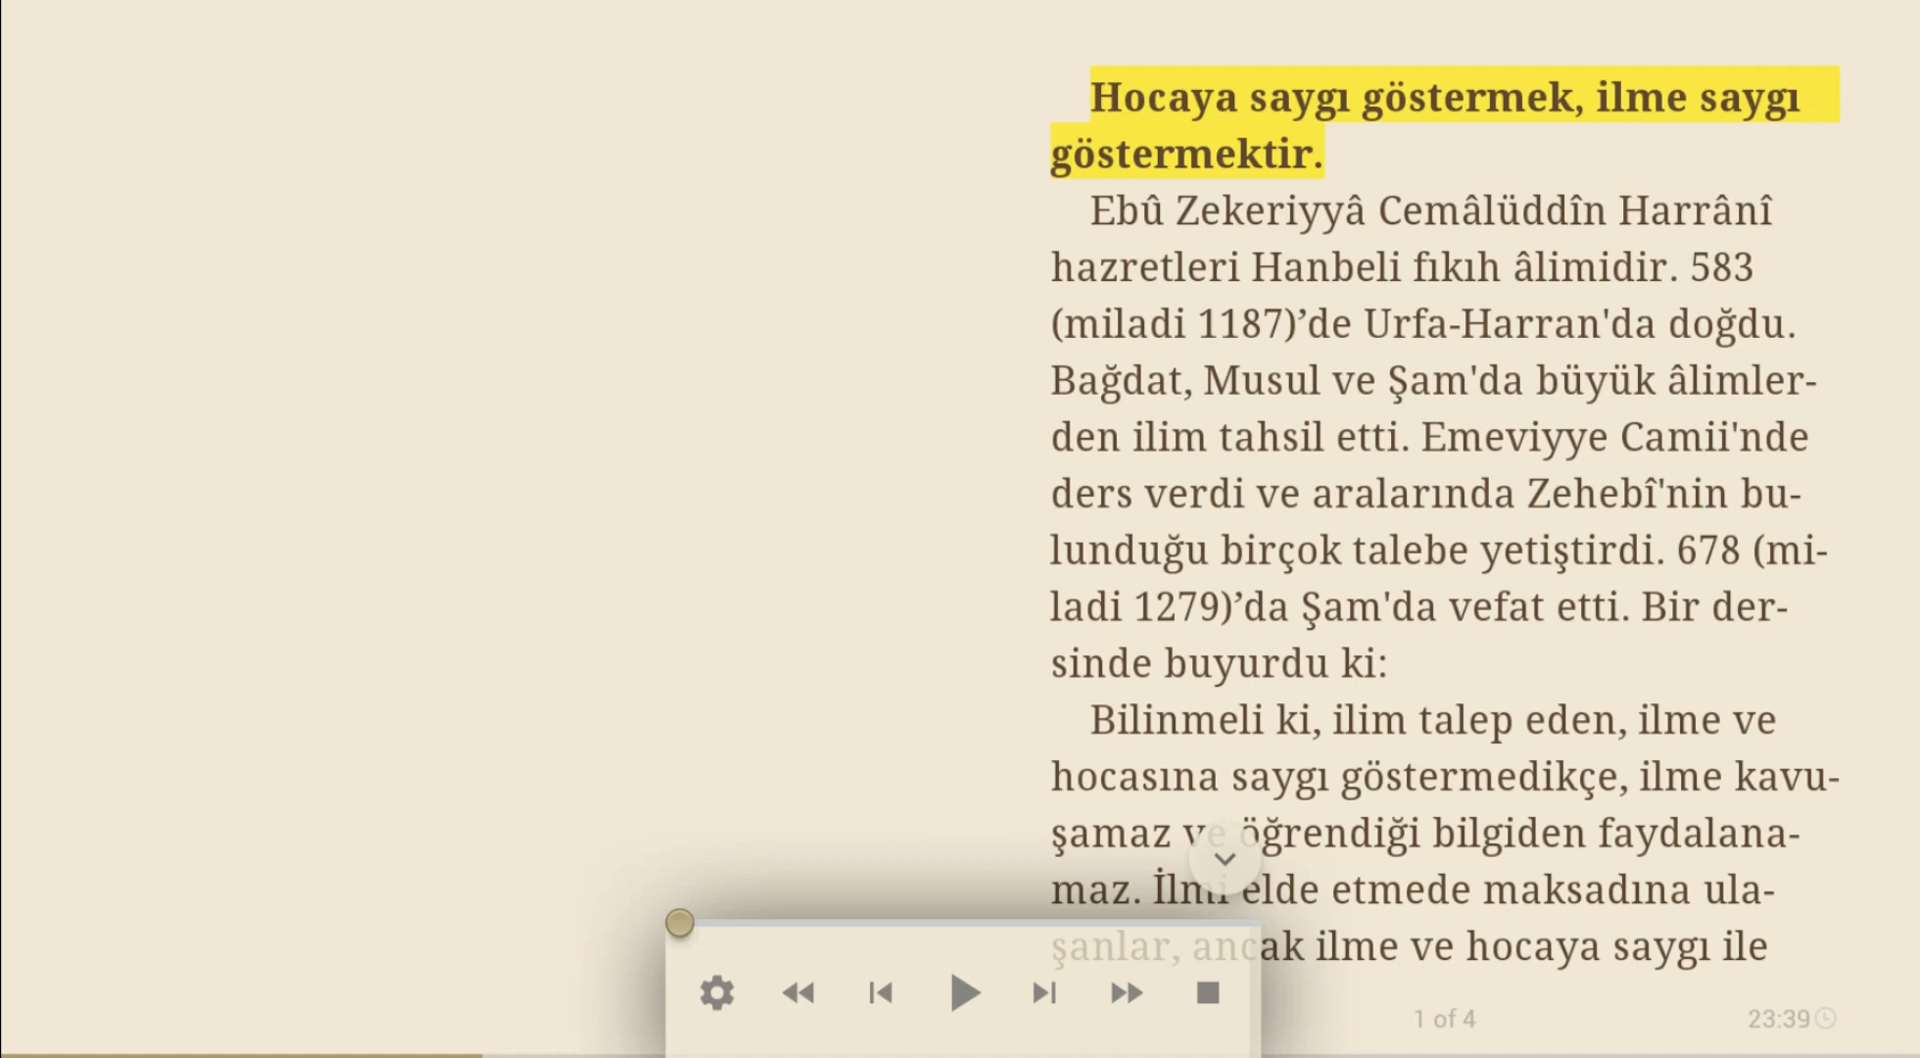 Hocaya saygı göstermek, ilme saygı
göstermektir.
Ebû Zekeriyyâ Cemâlüddîn Harrânî
hazretleri Hanbeli fıkıh âlimidir. 583
(miladi 1187)’de Urfa-Harran'da doğdu.
Bağdat, Musul ve Şam'da büyük âlimler-
den ilim tahsil etti. Emeviyye Camii'nde
ders verdi ve aralarında Zehebî'nin bu-
lunduğu birçok talebe yetiştirdi. 678 (mi-
ladi 1279)’da Şam'da vefat etti. Bir der-
sinde buyurdu ki:
Bilinmeli ki, ilim talep eden, ilme ve
hocasına saygı göstermedikçe, ilme kavu-
şamaz ve öğrendiği bilgiden faydalana-
maz. İlmi elde etmede maksadına ula-
şanlar, ancak ilme ve hocaya saygı ile
1 of 4
23:39